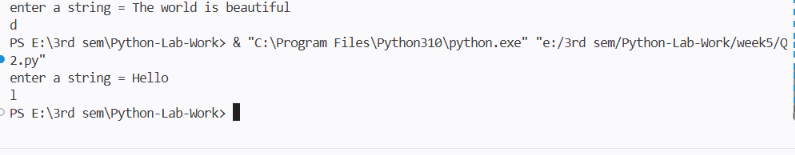 enter a string = The world is beautiful
d
PS E:\3rd sem\Python-Lab-Work> & "C:\Program Files\Python310\python.exe" "e:/3rd sem/Python-Lab-Work/week5/Q
2.py"
enter a string = Hello
l
PS E:\3rd sem\Python-Lab-Work>